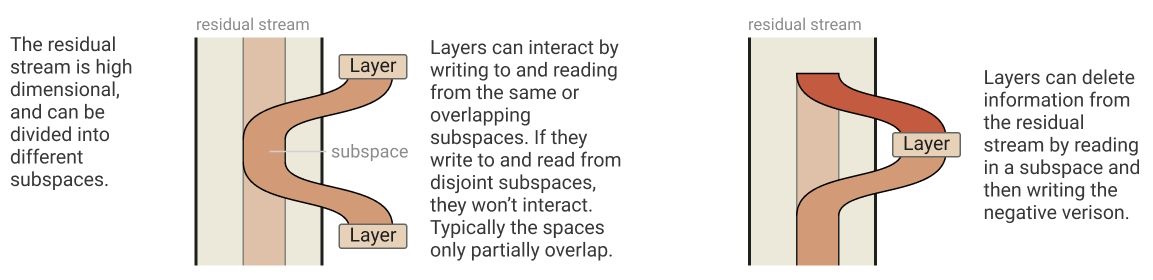 The residual
stream is high
dimensional,
and can be
divided into
different
subspaces.
residual stream
Layer
subspace
Layer
Layers can interact by
writing to and reading
from the same or
overlapping
subspaces. If they
write to and read from
disjoint subspaces,
they won’t interact.
Typically the spaces
only partially overlap.
residual stream
Layer
Layers can delete
information from
the residual
stream by reading
in a subspace and
then writing the
negative verison.